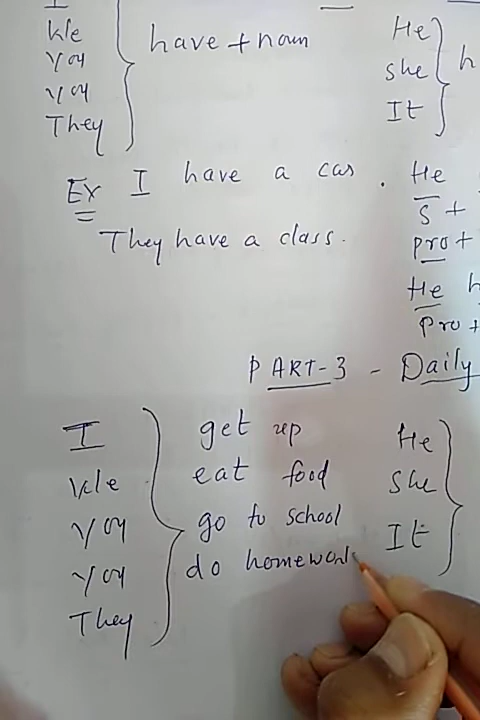 I
We
You
You
They
have + noun
He
She
It
h
Ex I have a car. He
They have a class.
S +
pro +
He h
Pro +
PART-3 - Daily
I
We
You
You
They
get up
eat food
go to school
do homework
He
She
It